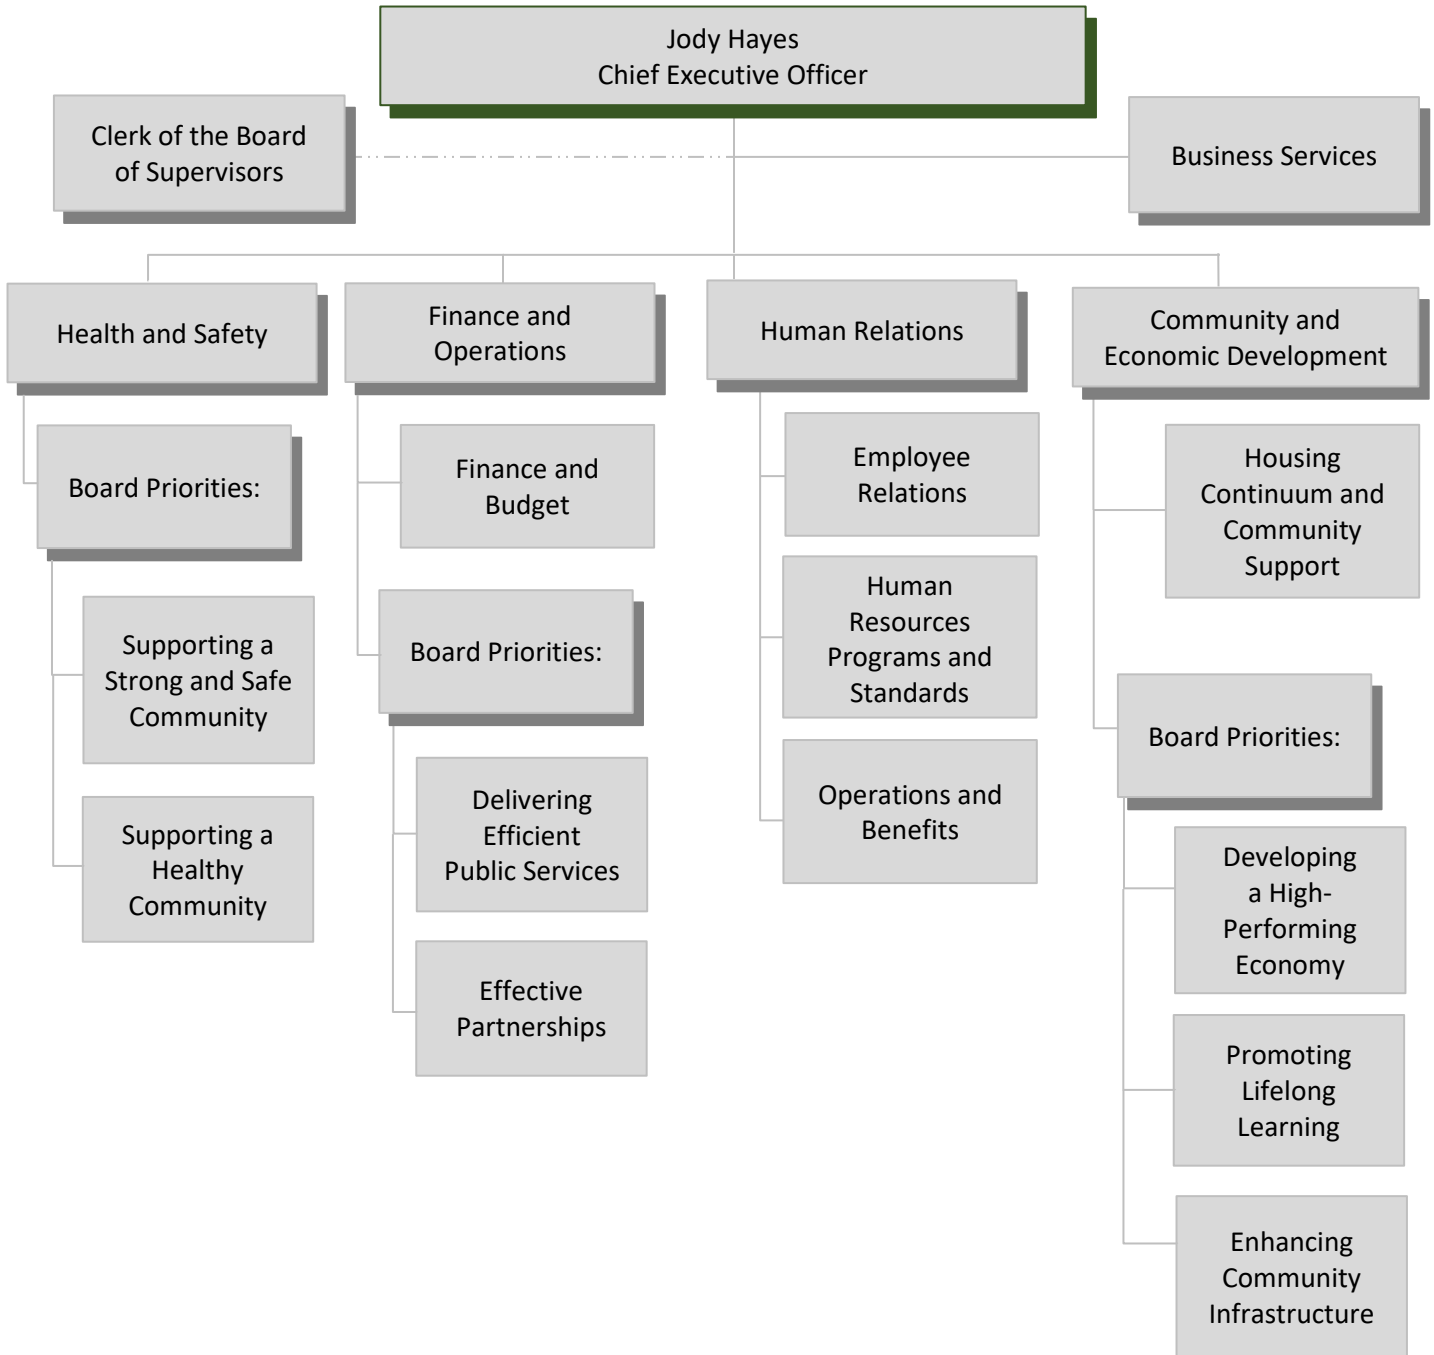 Jody Hayes
Chief Executive Officer
Clerk of the Board
of Supervisors
Business Services
Health and Safety
Finance and
Operations
Human Relations
Community and
Economic Development
Board Priorities:
Supporting a
Strong and Safe
Community
Supporting a
Healthy
Community
Finance and
Budget
Board Priorities:
Delivering
Efficient
Public Services
Effective
Partnerships
Employee
Relations
Human
Resources
Programs and
Standards
Operations and
Benefits
Housing
Continuum and
Community
Support
Board Priorities:
Developing
a High-
Performing
Economy
Promoting
Lifelong
Learning
Enhancing
Community
Infrastructure